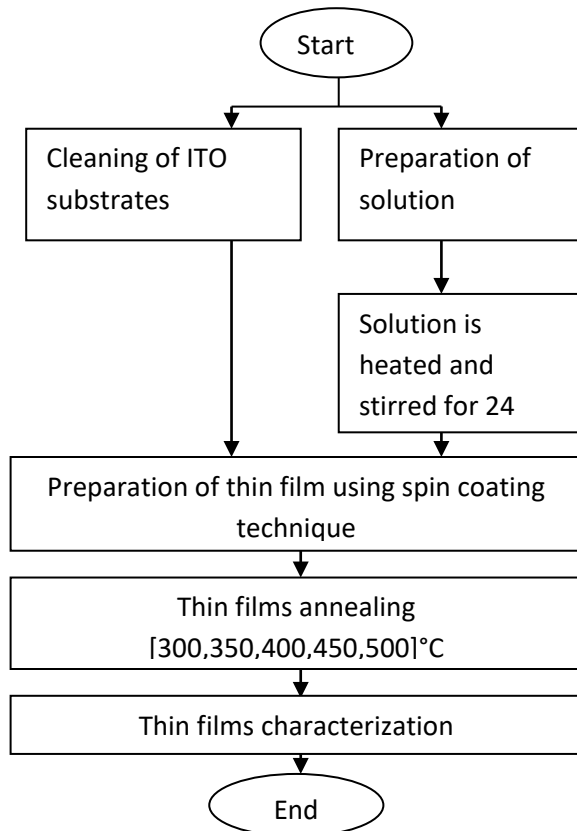 Start
Cleaning of ITO
substrates
Preparation of
solution
Solution is
heated and
stirred for 24
Preparation of thin film using spin coating
technique
Thin films annealing
[300,350,400,450,500]°C
Thin films characterization
End